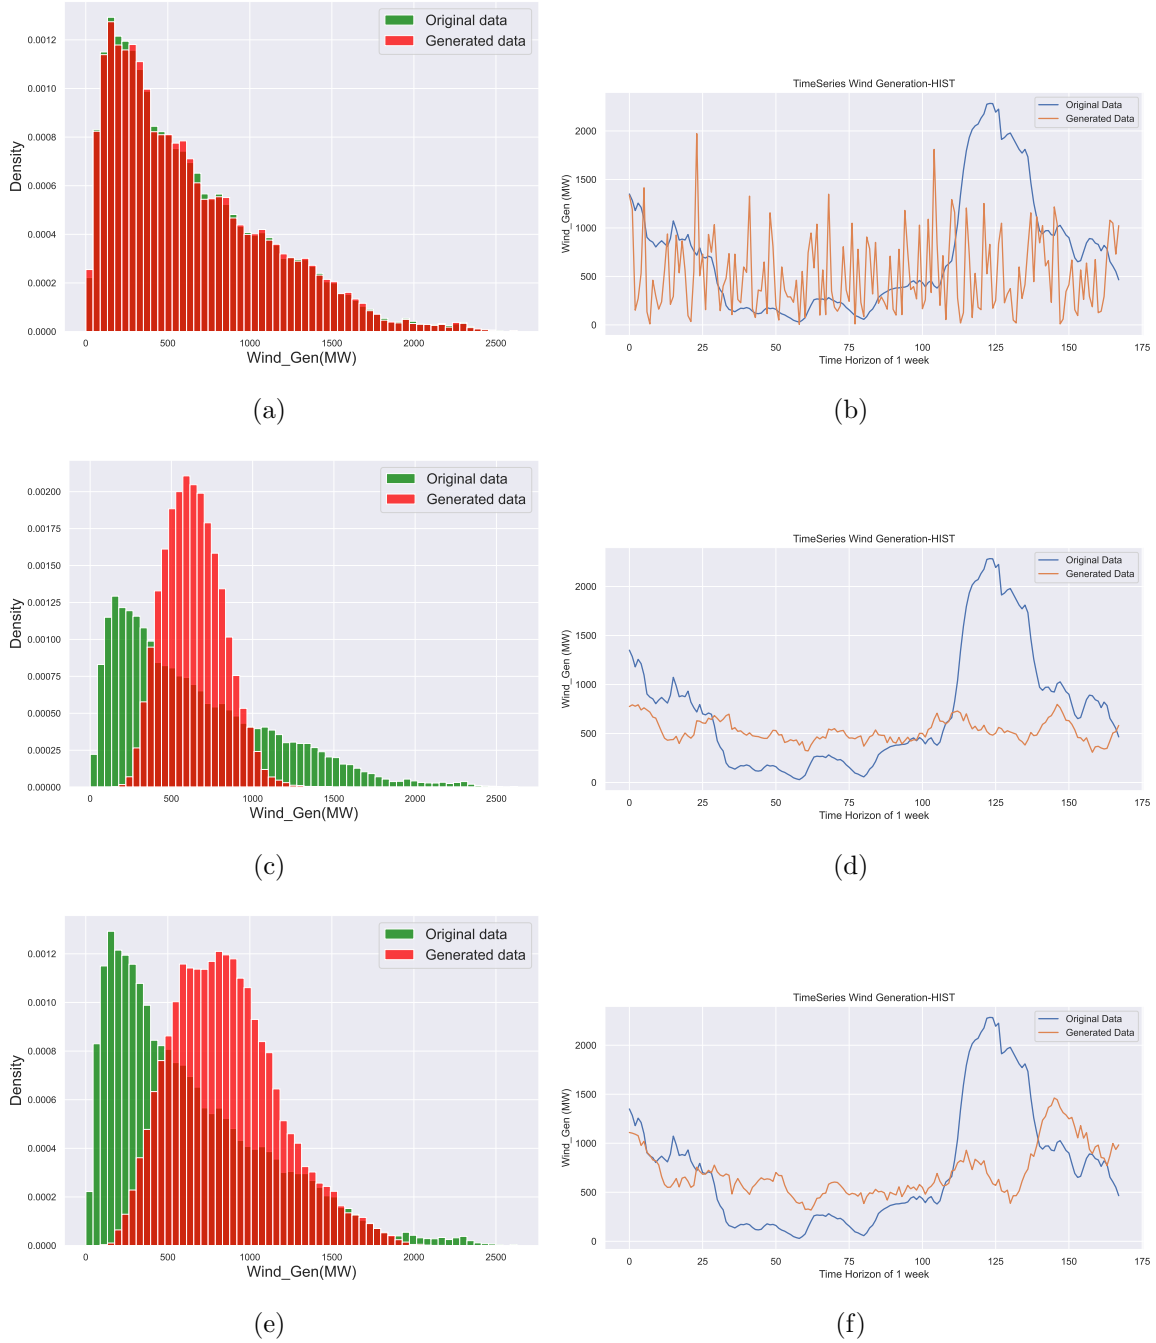 Original data
Generated data
0.0012
0.0010
0.0008
0.0006
0.0004
0.0002
0.0000
Density
0 500 1000 1500 2000 2500
Wind_Gen(MW)
(a)
TimeSeries Wind Generation-HIST
Original Data
Generated Data
2000
1500
1000
500
0
Wind_Gen (MW)
0 25 50 75 100 125 150 175
Time Horizon of 1 week
(b)
Original data
Generated data
0.00200
0.00175
0.00150
0.00125
0.00100
0.00075
0.00050
0.00025
0.00000
Density
0 500 1000 1500 2000 2500
Wind_Gen(MW)
(c)
TimeSeries Wind Generation-HIST
Original Data
Generated Data
2000
1500
1000
500
0
Wind_Gen (MW)
0 25 50 75 100 125 150 175
Time Horizon of 1 week
(d)
Original data
Generated data
0.0012
0.0010
0.0008
0.0006
0.0004
0.0002
0.0000
Density
0 500 1000 1500 2000 2500
Wind_Gen(MW)
(e)
TimeSeries Wind Generation-HIST
Original Data
Generated Data
2000
1500
1000
500
0
Wind_Gen (MW)
0 25 50 75 100 125 150 175
Time Horizon of 1 week
(f)